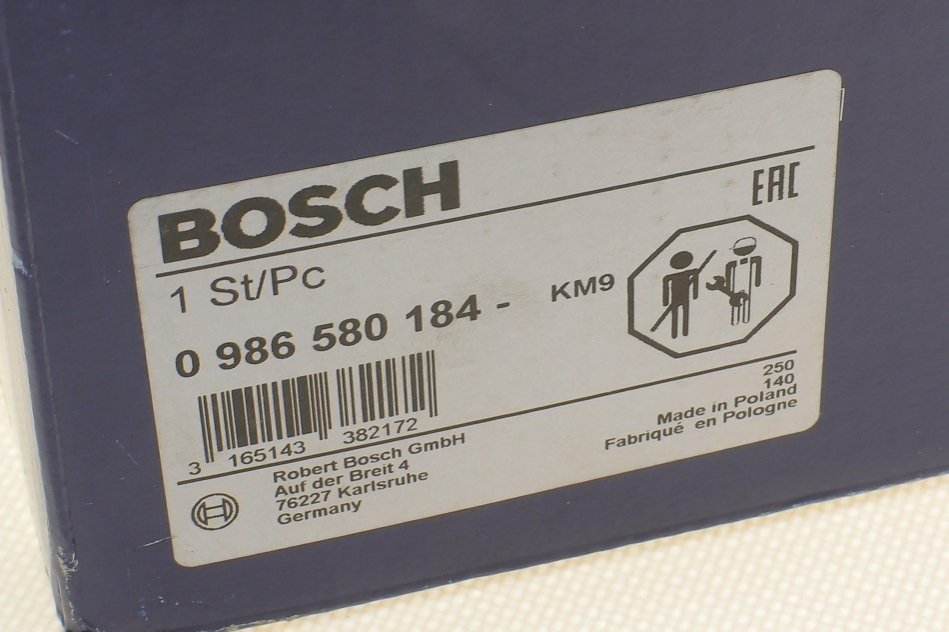 BOSCH
EAC
1 St/Pc
0 986 580 184 -
KM9
3 165143 382172
250
140
Made in Poland
Fabriqué en Pologne
Robert Bosch GmbH
Auf der Breit 4
76227 Karlsruhe
Germany